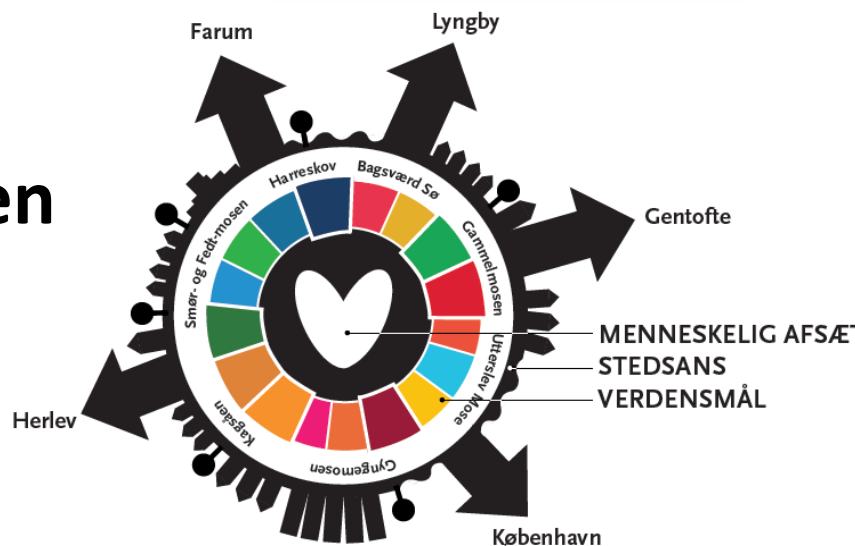 Farum
Lyngby
en
Gentofte
Herlev
København
Harreskov
Bagsværd Sø
Gammelmosen
Utterslev Mose
Gyngemosen
Kagsåen
Smør- og Fedt-mosen
MENNESKELIG AFSÆT
STEDSANS
VERDENSMÅL